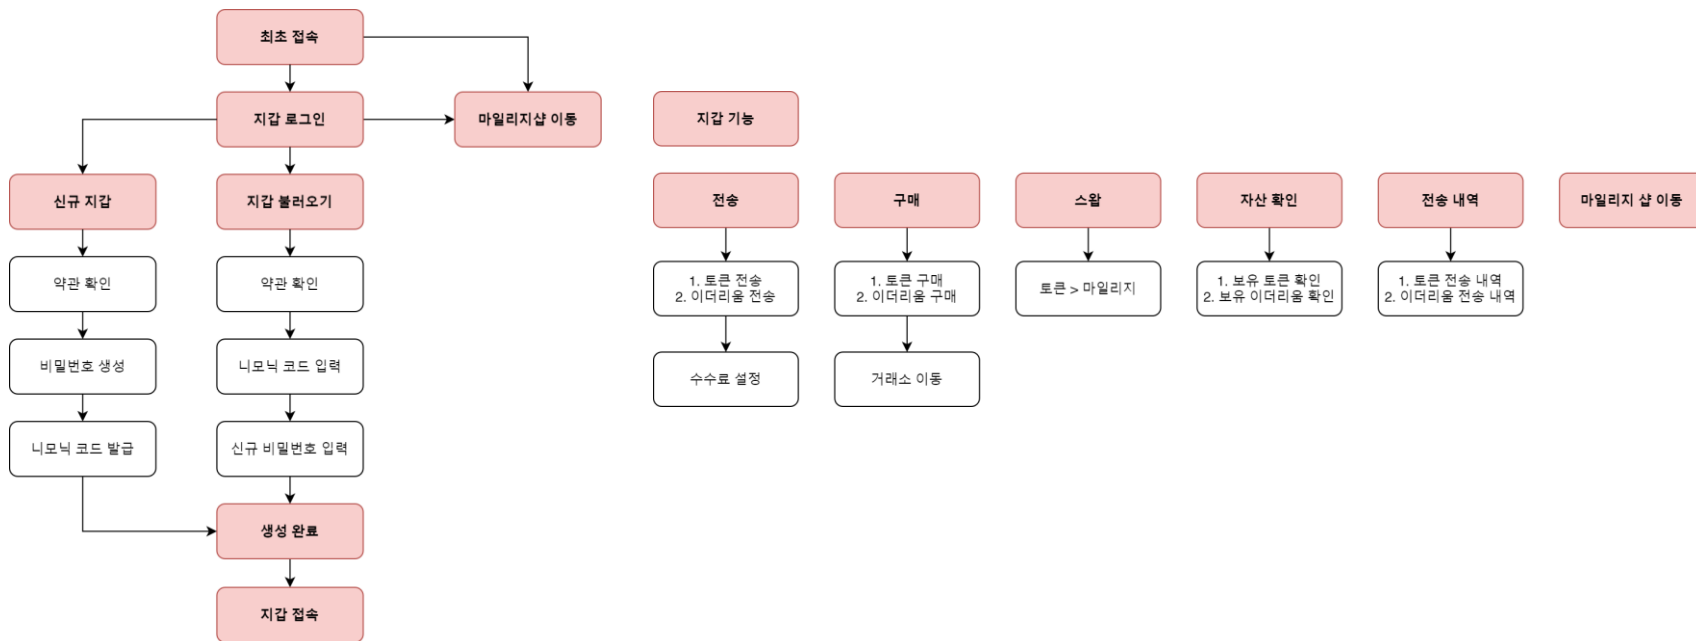 최초 접속
지갑 로그인
마일리지샵 이동
지갑 기능
신규 지갑
지갑 불러오기
전송
구매
스왑
자산 확인
전송 내역
마일리지 샵 이동
약관 확인
약관 확인
1. 토큰 전송
2. 이더리움 전송
1. 토큰 구매
2. 이더리움 구매
토큰 > 마일리지
1. 보유 토큰 확인
2. 보유 이더리움 확인
1. 토큰 전송 내역
2. 이더리움 전송 내역
비밀번호 생성
니모닉 코드 입력
수수료 설정
거래소 이동
니모닉 코드 발급
신규 비밀번호 입력
생성 완료
지갑 접속